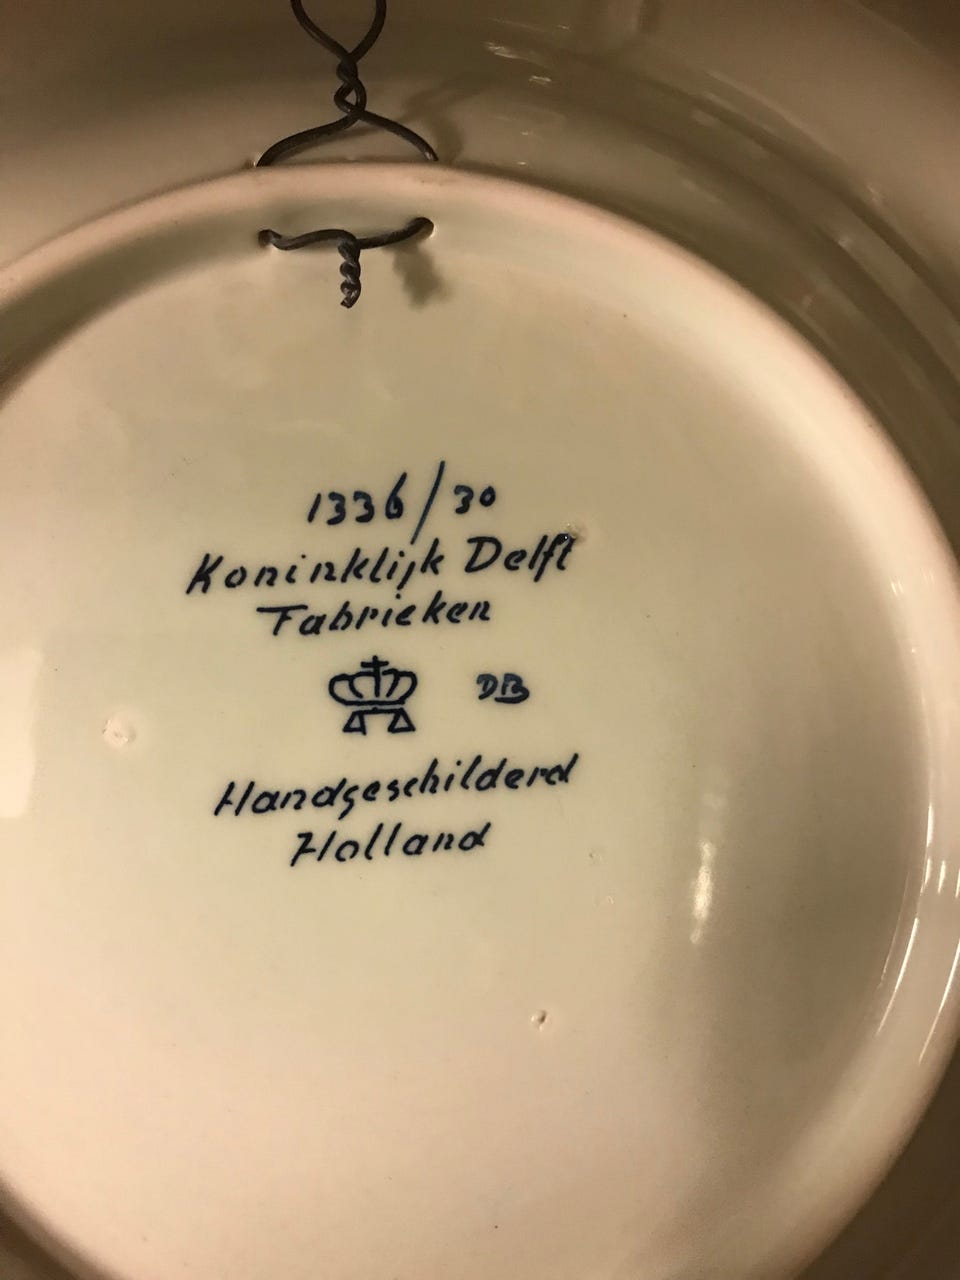 1336/30
Koninklijk Delft
Fabrieken
DB
Handgeschilderd
Holland